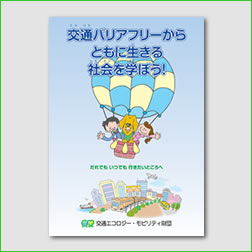 交通バリアフリーから
ともに生きる
社会を学ぼう!
だれでも いつでも 行きたいところへ
交通エコロジー・モビリティ財団